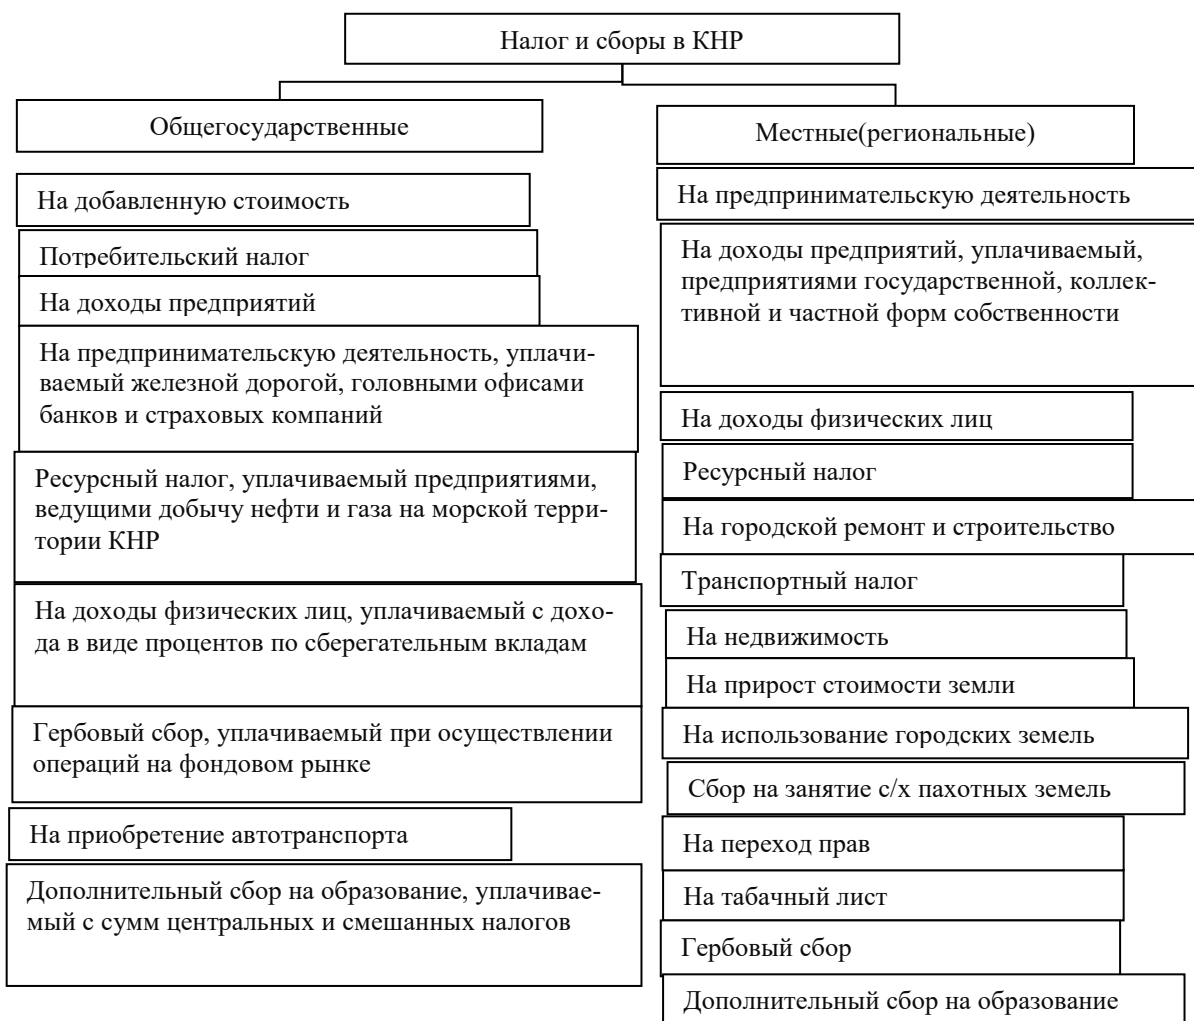 Налог и сборы в КНР
Общегосударственные
На добавленную стоимость
Потребительский налог
На доходы предприятий
На предпринимательскую деятельность, уплачи-
ваемый железной дорогой, головными офисами
банков и страховых компаний
Ресурсный налог, уплачиваемый предприятиями,
ведущими добычу нефти и газа на морской терри-
тории КНР
На доходы физических лиц, уплачиваемый с дохо-
да в виде процентов по сберегательным вкладам
Гербовый сбор, уплачиваемый при осуществлении
операций на фондовом рынке
На приобретение автотранспорта
Дополнительный сбор на образование, уплачивае-
мый с сумм центральных и смешанных налогов
Местные(региональные)
На предпринимательскую деятельность
На доходы предприятий, уплачиваемый,
предприятиями государственной, коллек-
тивной и частной форм собственности
На доходы физических лиц
Ресурсный налог
На городской ремонт и строительство
Транспортный налог
На недвижимость
На прирост стоимости земли
На использование городских земель
Сбор на занятие с/х пахотных земель
На переход прав
На табачный лист
Гербовый сбор
Дополнительный сбор на образование